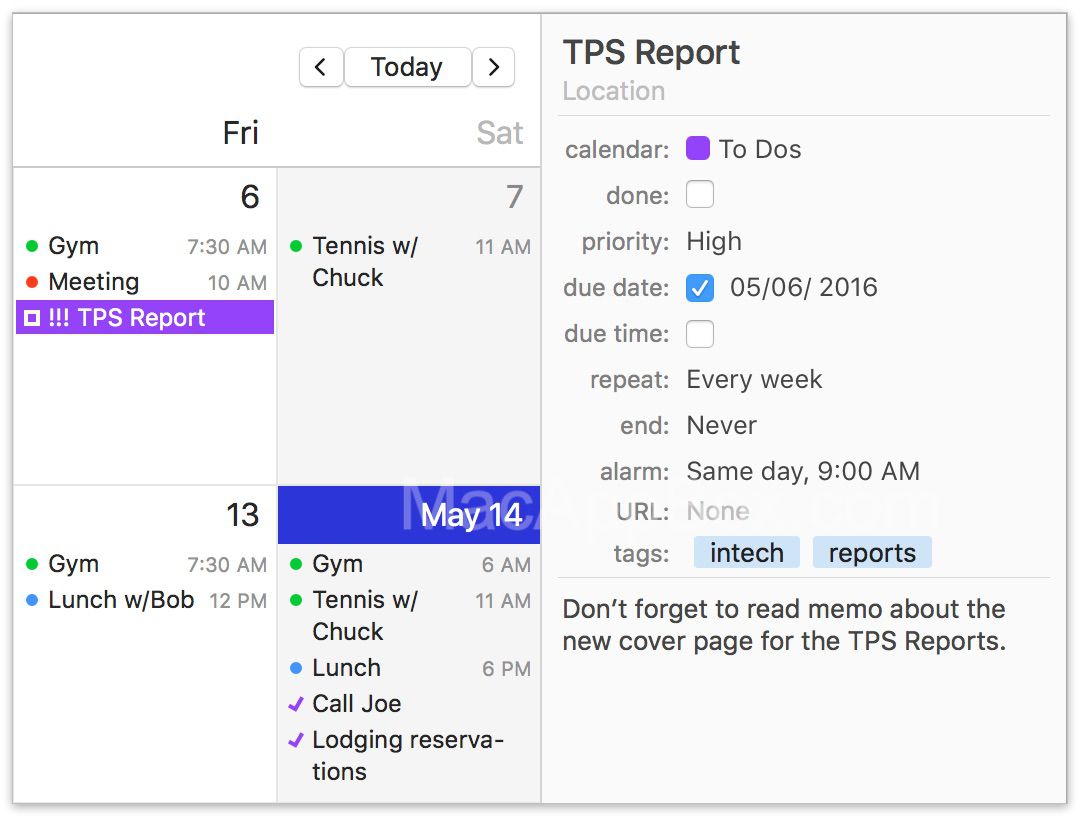 Today
Fri
Sat
6
Gym 7:30 AM
Meeting 10 AM
!!! TPS Report
7
Tennis w/ 11 AM
Chuck
13
Gym 7:30 AM
Lunch w/Bob 12 PM
May 14
Gym 6 AM
Tennis w/ 11 AM
Chuck
Lunch 6 PM
Call Joe
Lodging reserva-
tions
TPS Report
Location
calendar: To Dos
done:
priority: High
due date: 05/06/ 2016
due time:
repeat: Every week
end: Never
alarm: Same day, 9:00 AM
URL: None
tags: intech reports
Don’t forget to read memo about the
new cover page for the TPS Reports.